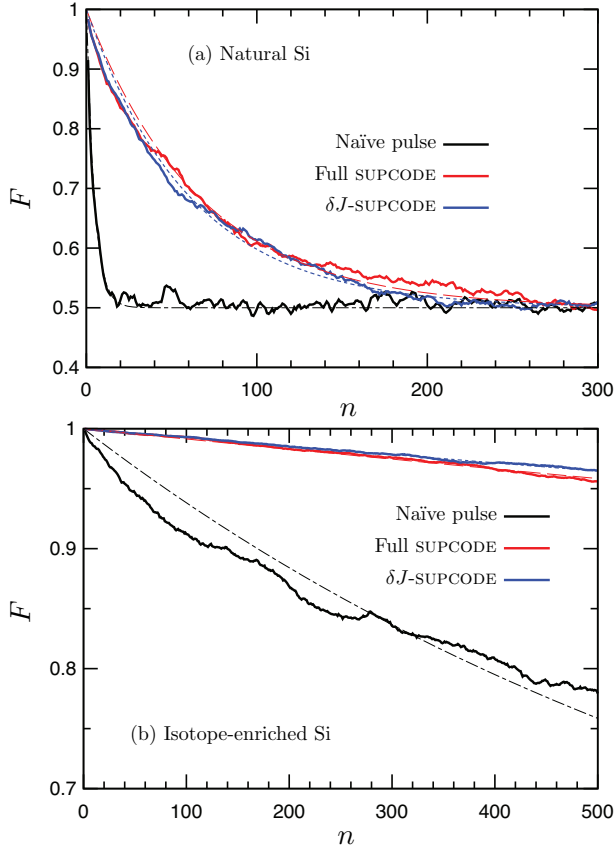 1
(a) Natural Si
0.9
0.8
Naïve pulse
Full SUPCODE
0.7
δJ-SUPCODE
F
0.6
0.5
0.4
0 100 200 300
n
1
Naïve pulse
0.9
Full SUPCODE
δJ-SUPCODE
F
0.8
(b) Isotope-enriched Si
0.7
0 100 200 300 400 500
n